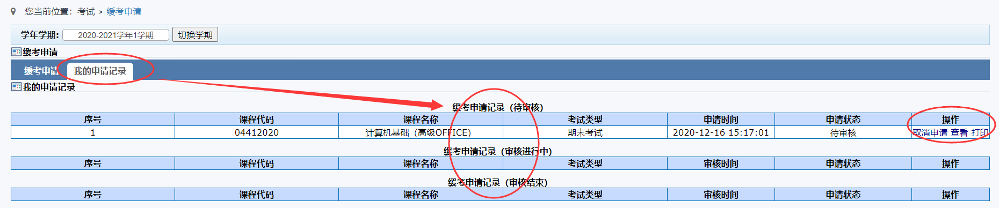 您当前位置：考试 > 缓考申请
学年学期: 2020-2021学年1学期 切换学期
缓考申请
缓考申请 我的申请记录
我的申请记录
缓考申请记录（待审核）
序号 课程代码 课程名称 考试类型 申请时间 申请状态 操作
1 04412020 计算机基础（高级OFFICE） 期末考试 2020-12-16 15:17:01 待审核 取消申请 查看 打印
缓考申请记录（审核进行中）
序号 课程代码 课程名称 考试类型 审核时间 申请状态 操作
缓考申请记录（审核结束）
序号 课程代码 课程名称 考试类型 审核时间 申请状态 操作